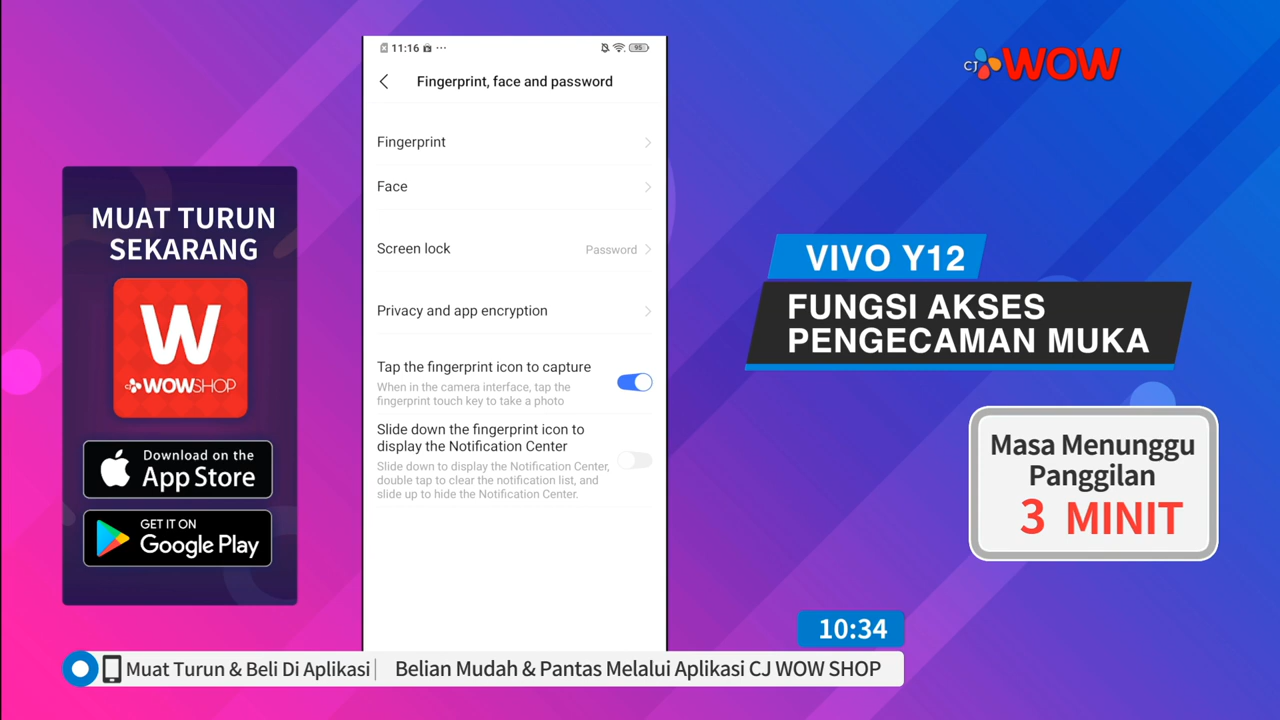 11:16
95
Fingerprint, face and password
CJ WOW
Fingerprint
Face
Screen lock
Password
Privacy and app encryption
Tap the fingerprint icon to capture
When in the camera interface, tap the
fingerprint touch key to take a photo
Slide down the fingerprint icon to
display the Notification Center
Slide down to display the Notification Center,
double tap to clear the notification list, and
slide up to hide the Notification Center.
MUAT TURUN
SEKARANG
W
CJ WOWSHOP
Download on the
App Store
GET IT ON
Google Play
VIVO Y12
FUNGSI AKSES
PENGECAMAN MUKA
Masa Menunggu
Panggilan
3 MINIT
10:34
Muat Turun & Beli Di Aplikasi | Belian Mudah & Pantas Melalui Aplikasi CJ WOW SHOP